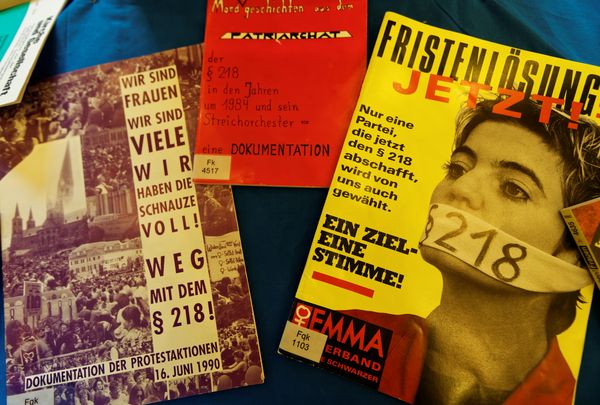 WIR SIND
FRAUEN
WIR SIND
VIELE
WIR
HABEN DIE
SCHNAUZE
VOLL!
WEG
MIT DEM
§ 218!
DOKUMENTATION DER PROTESTAKTIONEN
16. JUNI 1990
Fqk
Mordgeschichten aus dem
PATRIARCHAT
der
§ 218
in den Jahren
um 1984 und sein
Streichorchester
eine DOKUMENTATION
Fk
4517
FRISTENLÖSUNG
JETZT!
Nur eine
Partei,
die jetzt
den § 218
abschafft,
wird von
uns auch
gewählt.
EIN ZIEL-
EINE
STIMME!
218
EMMA
ERBAND
SCHWARZER
Fqk
1103